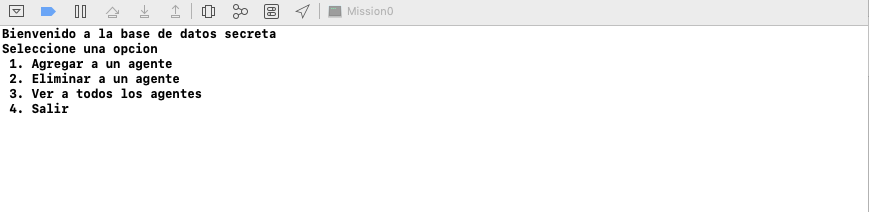 Mission0
Bienvenido a la base de datos secreta
Seleccione una opcion
1. Agregar a un agente
2. Eliminar a un agente
3. Ver a todos los agentes
4. Salir